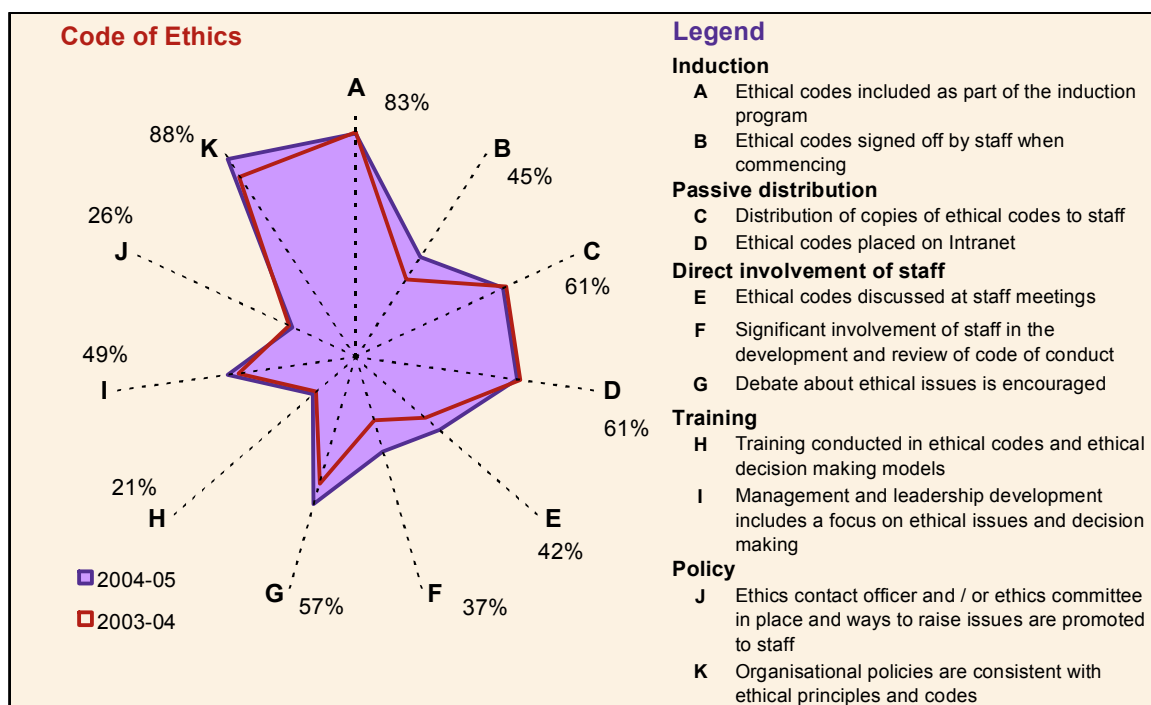 Code of Ethics
A
83%
88%
K
B
45%
26%
J
C
61%
49%
I
D
61%
21%
H
E
42%
G
57%
F
37%
2004-05
2003-04
Legend
Induction
A Ethical codes included as part of the induction
program
B Ethical codes signed off by staff when
commencing
Passive distribution
C Distribution of copies of ethical codes to staff
D Ethical codes placed on Intranet
Direct involvement of staff
E Ethical codes discussed at staff meetings
F Significant involvement of staff in the
development and review of code of conduct
G Debate about ethical issues is encouraged
Training
H Training conducted in ethical codes and ethical
decision making models
I Management and leadership development
includes a focus on ethical issues and decision
making
Policy
J Ethics contact officer and / or ethics committee
in place and ways to raise issues are promoted
to staff
K Organisational policies are consistent with
ethical principles and codes